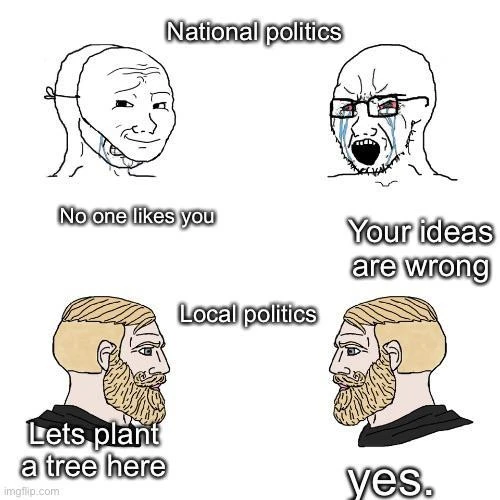 National politics
No one likes you
Your ideas
are wrong
Local politics
Lets plant
a tree here
yes.
imgflip.com